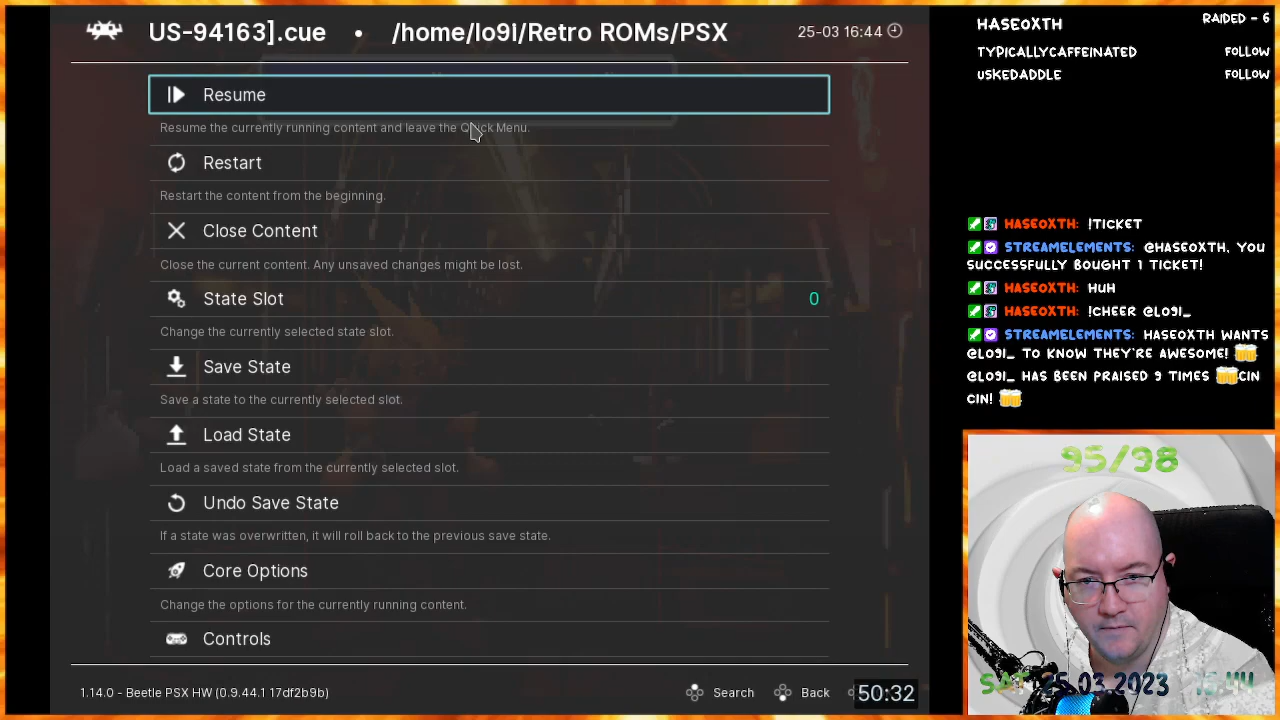 US-94163].cue • /home/lo9i/Retro ROMs/PSX
25-03 16:44
Resume
Resume the currently running content and leave the Quick Menu.
Restart
Restart the content from the beginning.
Close Content
Close the current content. Any unsaved changes might be lost.
State Slot 0
Change the currently selected state slot.
Save State
Save a state to the currently selected slot.
Load State
Load a saved state from the currently selected slot.
Undo Save State
If a state was overwritten, it will roll back to the previous save state.
Core Options
Change the options for the currently running content.
Controls
1.14.0 - Beetle PSX HW (0.9.44.1 17df2b9b)
Search
Back
50:32
HASEOXTH RAIDED - 6
TYPICALLYCAFFEINATED FOLLOW
USKEDADDLE FOLLOW
HASEOXTH: !TICKET
STREAMELEMENTS: @HASEOXTH, YOU
SUCCESSFULLY BOUGHT 1 TICKET!
HASEOXTH: HUH
HASEOXTH: !CHEER @LO9I_
STREAMELEMENTS: HASEOXTH WANTS
@LO9I_ TO KNOW THEY'RE AWESOME!
@LO9I_ HAS BEEN PRAISED 9 TIMES CIN
CIN!
95/98
SAT 25.03.2023 15:44